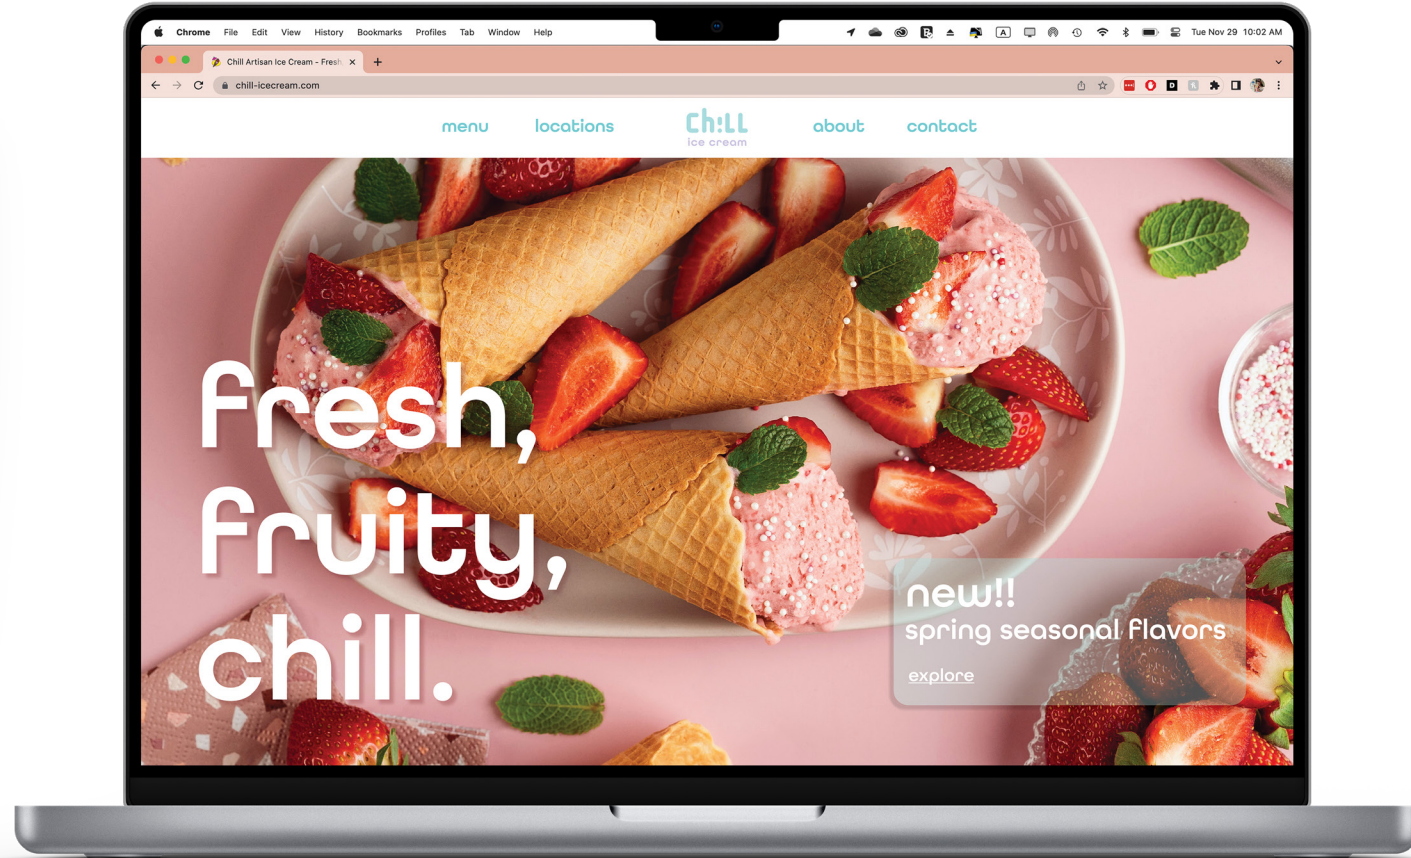 Chrome File Edit View History Bookmarks Profiles Tab Window Help Tue Nov 29 10:02 AM
Chill Artisan Ice Cream - Fresh,
chill-icecream.com
menu locations ch:LL about contact
ice cream
fresh,
fruity,
chill.
new!!
spring seasonal flavors
explore